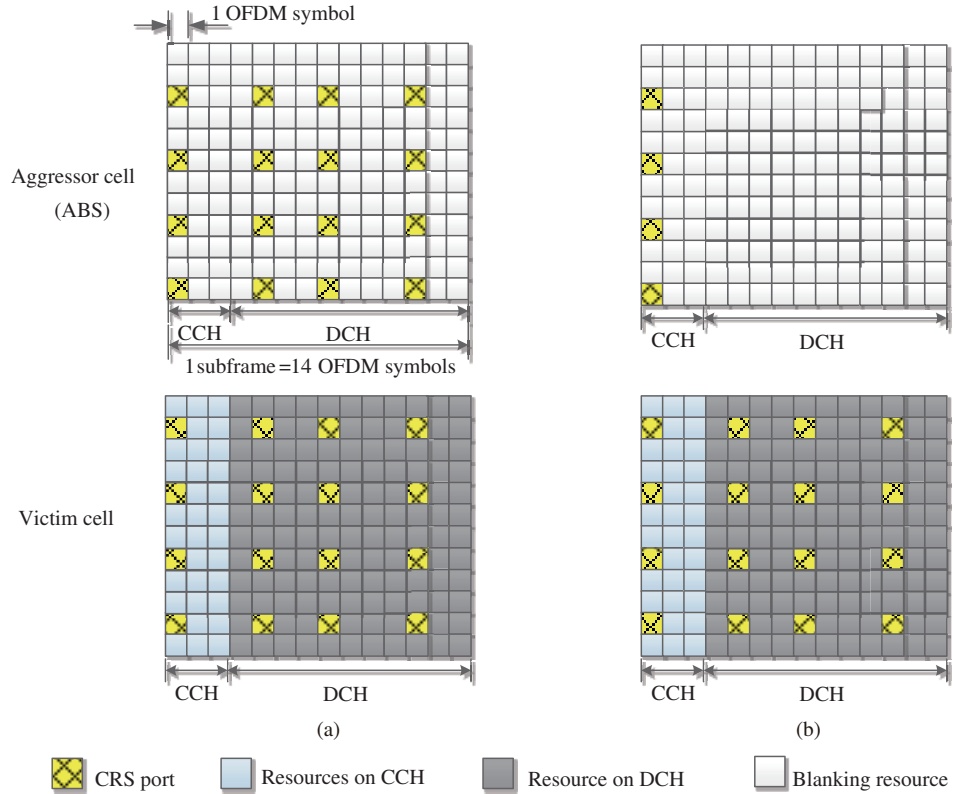 1 OFDM symbol
Aggressor cell
(ABS)
CCH
DCH
CCH
DCH
1 subframe =14 OFDM symbols
Victim cell
CCH
DCH
CCH
DCH
(a)
(b)
CRS port
Resources on CCH
Resource on DCH
Blanking resource